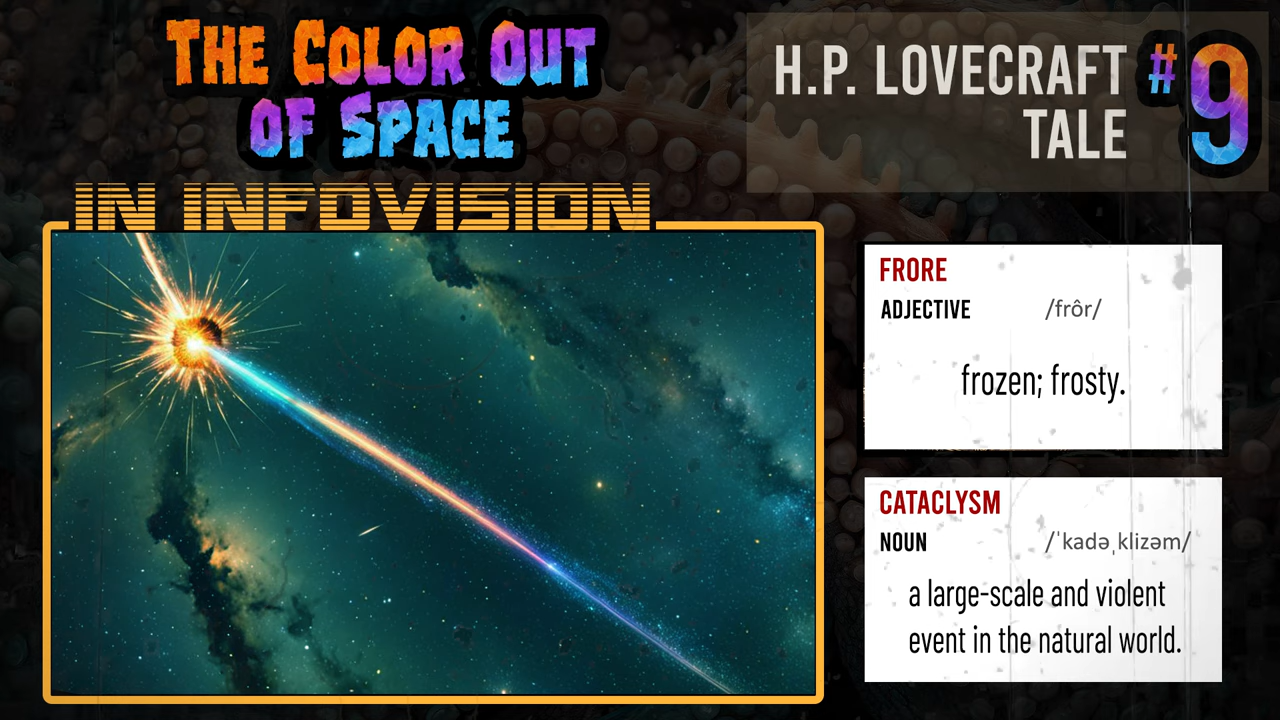 The Color Out
of Space
IN INFOVISION
H.P. LOVECRAFT
TALE
#9
FRORE
ADJECTIVE /frôr/
frozen; frosty.
CATACLYSM
NOUN /ˈkadəˌklizəm/
a large-scale and violent
event in the natural world.